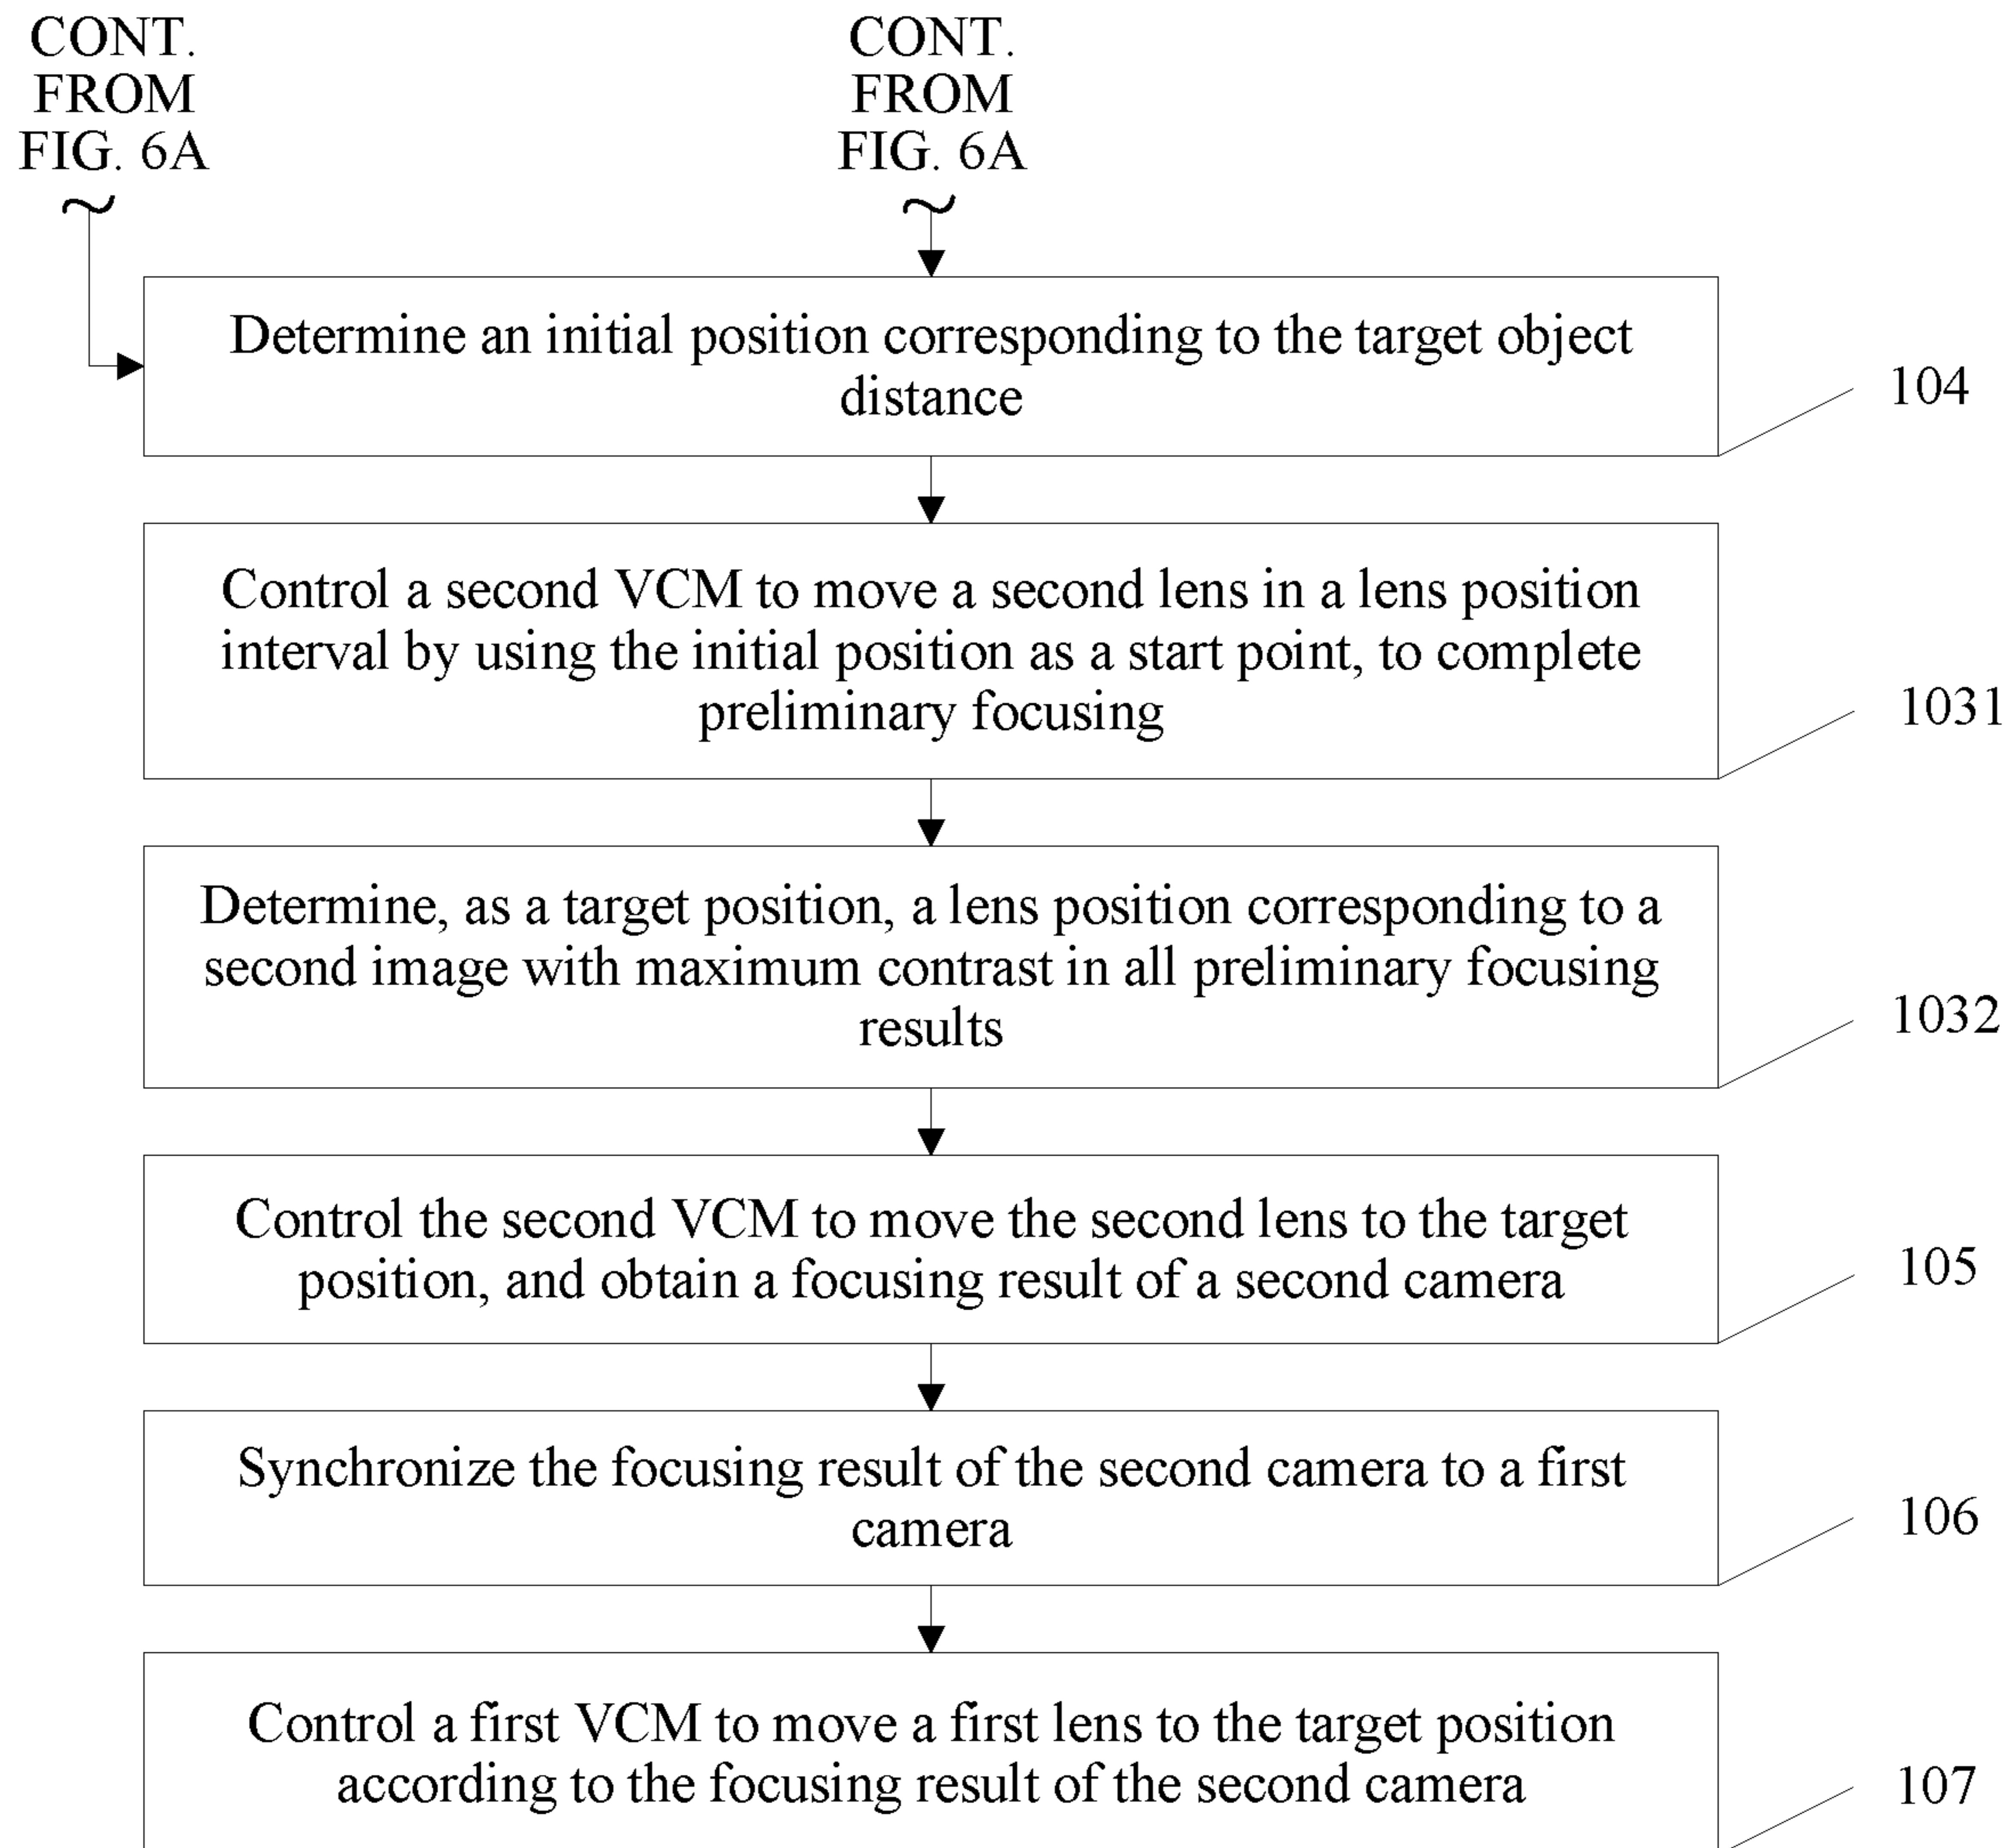 CONT.
FROM
FIG. 6A
CONT.
FROM
FIG. 6A
Determine an initial position corresponding to the target object
distance
104
Control a second VCM to move a second lens in a lens position
interval by using the initial position as a start point, to complete
preliminary focusing
1031
Determine, as a target position, a lens position corresponding to a
second image with maximum contrast in all preliminary focusing
results
1032
Control the second VCM to move the second lens to the target
position, and obtain a focusing result of a second camera
105
Synchronize the focusing result of the second camera to a first
camera
106
Control a first VCM to move a first lens to the target position
according to the focusing result of the second camera
107